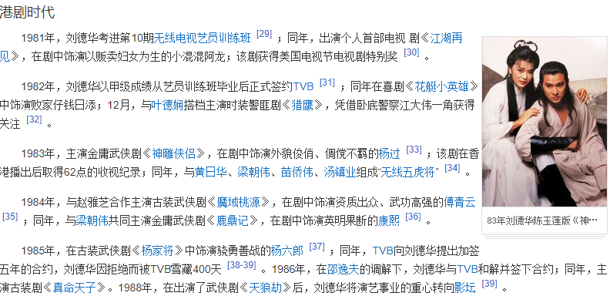 港剧时代
1981年，刘德华考进第10期无线电视艺员训练班 [29] ；同年，出演个人首部电视 剧《江湖再
见》，在剧中饰演以贩卖妇女为生的小混混阿龙；该剧获得美国电视节电视剧特别奖 [30] 。
1982年，刘德华以甲级成绩从艺员训练班毕业后正式签约TVB [31] ；同年在喜剧《花艇小英雄》
中饰演败家仔钱日添；12月，与叶德娴搭档主演时装警匪剧《猎鹰》，凭借卧底警察江大伟一角获得
关注 [32] 。
1983年，主演金庸武侠剧《神雕侠侣》，在剧中饰演外貌俊俏、倜傥不羁的杨过 [33] ；该剧在香
港播出后取得62点的收视纪录；同年，与黄日华、梁朝伟、苗侨伟、汤镇业组成“无线五虎将” [34] 。
1984年，与赵雅芝合作主演古装武侠剧《魔域桃源》，在剧中饰演资质出众、武功高强的傅青云
[35] ；同年，与梁朝伟共同主演金庸武侠剧《鹿鼎记》，在剧中饰演英明果断的康熙 [36] 。
1985年，在古装武侠剧《杨家将》中饰演骁勇善战的杨六郎 [37] ；同年，TVB向刘德华提出加签
五年的合约，刘德华因拒绝而被TVB雪藏400天 [38-39] 。1986年，在邵逸夫的调解下，刘德华与TVB和解并签下合约；同年，主
演古装剧《真命天子》。1988年，在出演了武侠剧《天狼劫》后，刘德华将演艺事业的重心转向影坛 [39] 。
83年刘德华陈玉莲版《神…